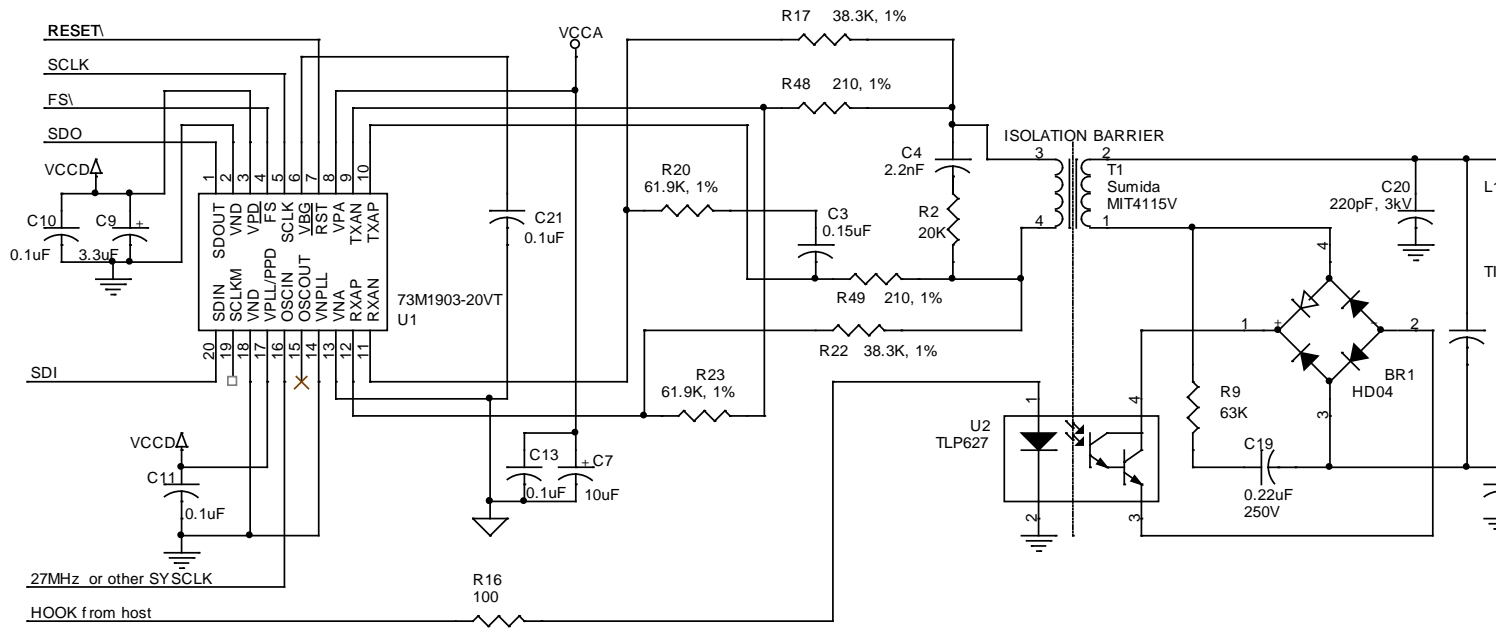 RESET\
SCLK
FS\
SDO
VCCD
C10
0.1uF
C9
+
3.3uF
1
2
3
4
5
6
7
8
9
10
SDOUT
VND
VPD
FS
SCLK
VBG
RST
VPA
TXAN
TXAP
SDIN
SCLKM
VND
VPLL/PPD
OSCIN
OSCOUT
VNPLL
VNA
RXAP
RXAN
20
19
18
17
16
15
14
13
12
11
73M1903-20VT
U1
SDI
VCCD
C11
0.1uF
27MHz or other SYSCLK
HOOK from host
R16
100
VCCA
C21
0.1uF
C13
0.1uF
+
C7
10uF
R17 38.3K, 1%
R48 210, 1%
R20
61.9K, 1%
C3
0.15uF
C4
2.2nF
R2
20K
R49 210, 1%
R22 38.3K, 1%
R23
61.9K, 1%
ISOLATION BARRIER
3
4
2
1
T1
Sumida
MIT4115V
U2
TLP627
1
2
4
3
C20
220pF, 3kV
R9
63K
C19
0.22uF
250V
4
1
+
-
2
3
BR1
HD04
L1